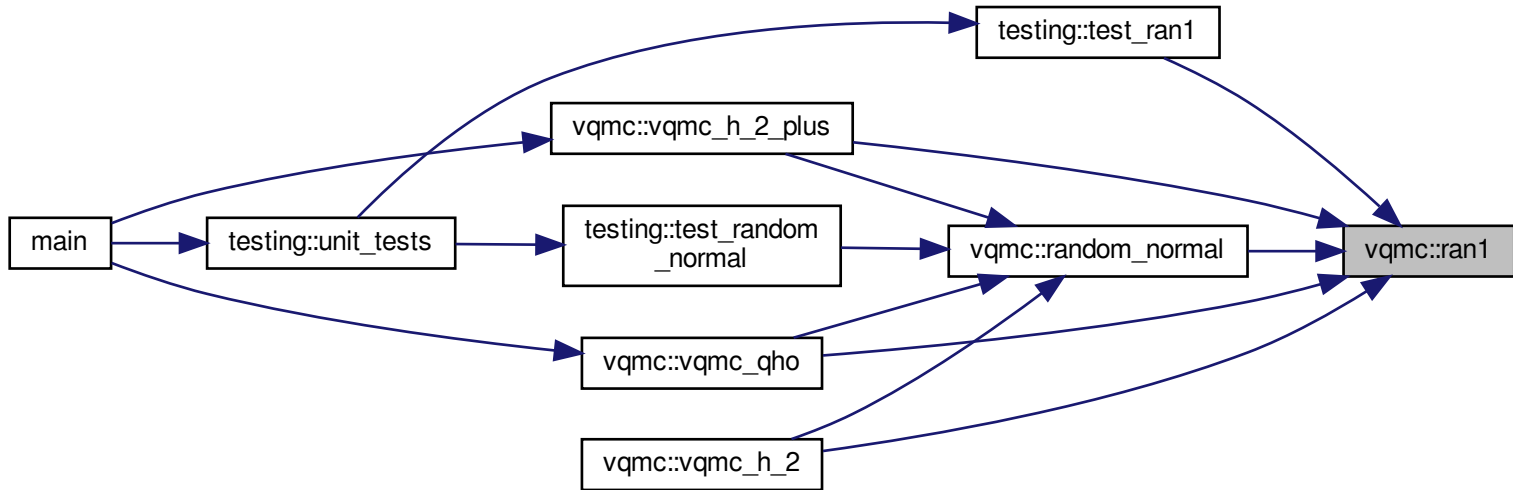 testing::test_ran1
vqmc::vqmc_h_2_plus
main
testing::unit_tests
testing::test_random
_normal
vqmc::random_normal
vqmc::ran1
vqmc::vqmc_qho
vqmc::vqmc_h_2